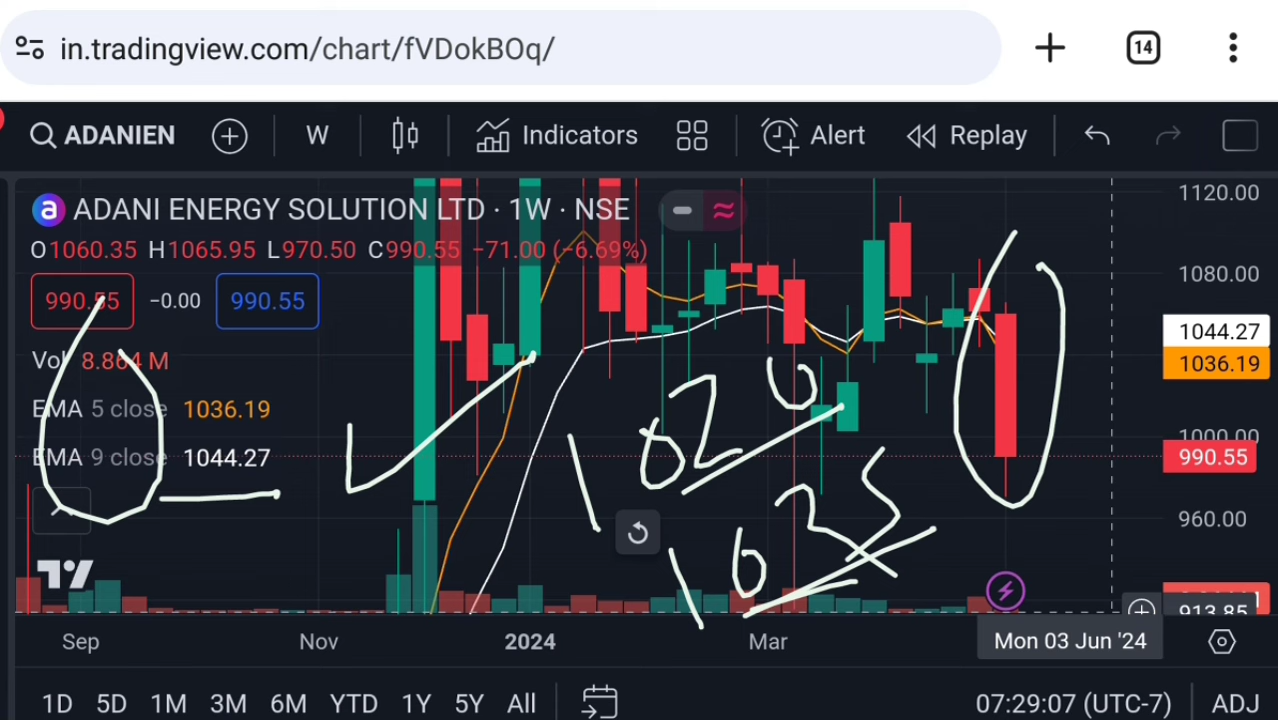 in.tradingview.com/chart/fVDokBOq/
14
ADANIEN
W
Indicators
Alert
Replay
a ADANI ENERGY SOLUTION LTD · 1W · NSE
O1060.35 H1065.95 L970.50 C990.55 −71.00 (−6.69%)
990.55 −0.00 990.55
Vol 8.864 M
EMA 5 close 1036.19
EMA 9 close 1044.27
1120.00
1080.00
1044.27
1036.19
1000.00
990.55
960.00
913.85
1020
1025
Sep
Nov
2024
Mar
Mon 03 Jun '24
1D 5D 1M 3M 6M YTD 1Y 5Y All
07:29:07 (UTC-7)
ADJ